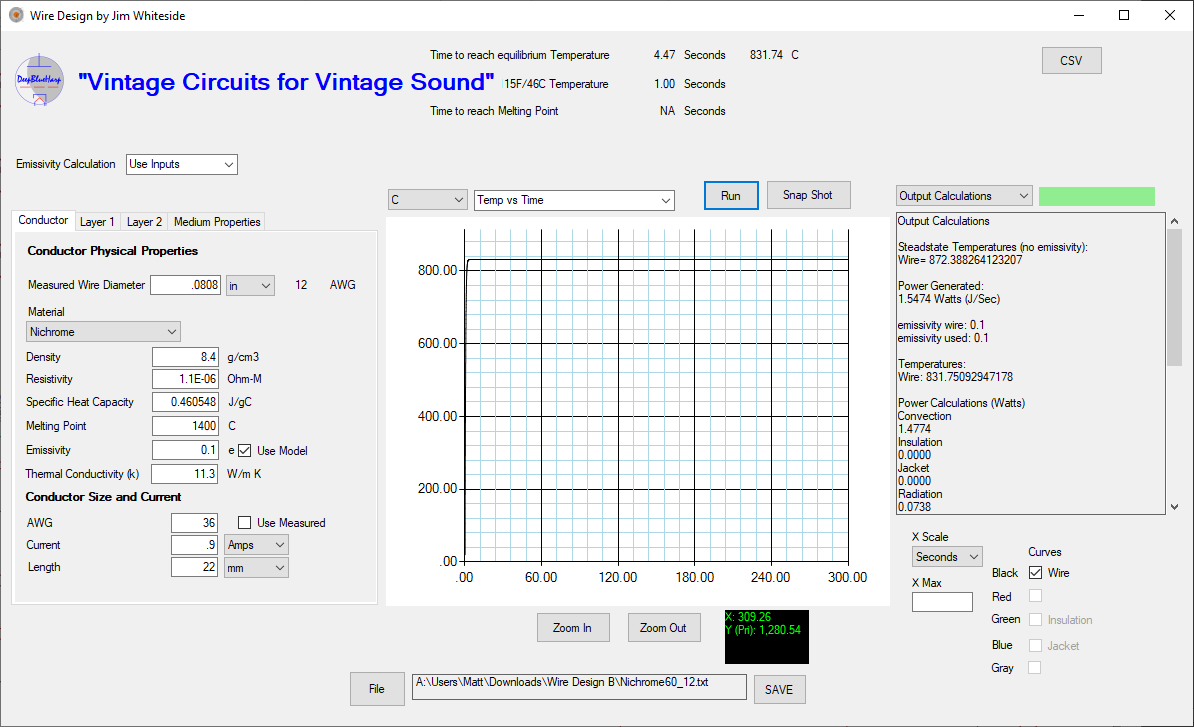 Wire Design by Jim Whiteside
DeepBlueHarp
"Vintage Circuits for Vintage Sound"
Time to reach equilibrium Temperature 4.47 Seconds 831.74 C
15F/46C Temperature 1.00 Seconds
Time to reach Melting Point NA Seconds
CSV
Emissivity Calculation Use Inputs
C Temp vs Time Run Snap Shot
Output Calculations
Conductor Layer 1 Layer 2 Medium Properties
Conductor Physical Properties
Measured Wire Diameter .0808 in 12 AWG
Material
Nichrome
Density 8.4 g/cm3
Resistivity 1.1E-06 Ohm-M
Specific Heat Capacity 0.460548 J/gC
Melting Point 1400 C
Emissivity 0.1 e Use Model
Thermal Conductivity (k) 11.3 W/m K
Conductor Size and Current
AWG 36 Use Measured
Current .9 Amps
Length 22 mm
800.00
600.00
400.00
200.00
.00
.00 60.00 120.00 180.00 240.00 300.00
Zoom In Zoom Out
X: 309.26
Y (Pri): 1,280.54
File A:\Users\Matt\Downloads\Wire Design B\Nichrome60_12.txt SAVE
Output Calculations
Steadstate Temperatures (no emissivity):
Wire= 872.388264123207
Power Generated:
1.5474 Watts (J/Sec)
emissivity wire: 0.1
emissivity used: 0.1
Temperatures:
Wire: 831.75092947178
Power Calculations (Watts)
Convection
1.4774
Insulation
0.0000
Jacket
0.0000
Radiation
0.0738
X Scale
Seconds
X Max
Curves
Black Wire
Red
Green Insulation
Blue Jacket
Gray